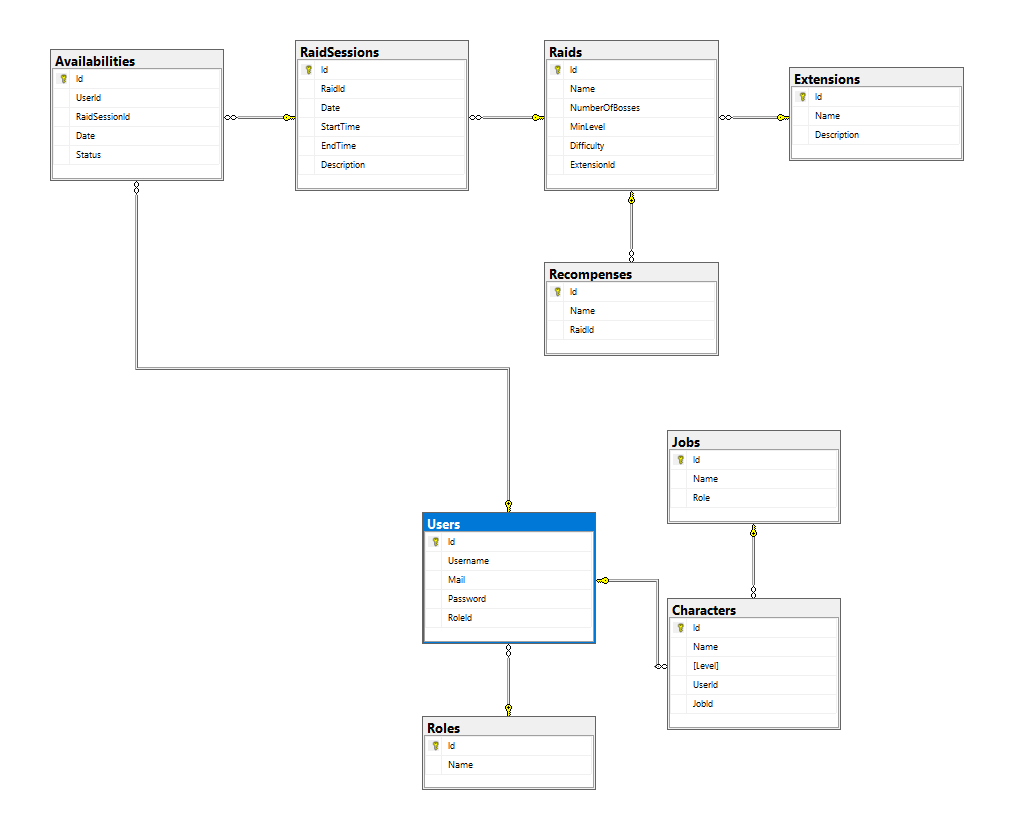 Availabilities
Id
UserId
RaidSessionId
Date
Status
RaidSessions
Id
RaidId
Date
StartTime
EndTime
Description
Raids
Id
Name
NumberOfBosses
MinLevel
Difficulty
ExtensionId
Extensions
Id
Name
Description
Recompenses
Id
Name
RaidId
Jobs
Id
Name
Role
Users
Id
Username
Mail
Password
RoleId
Characters
Id
Name
[Level]
UserId
JobId
Roles
Id
Name